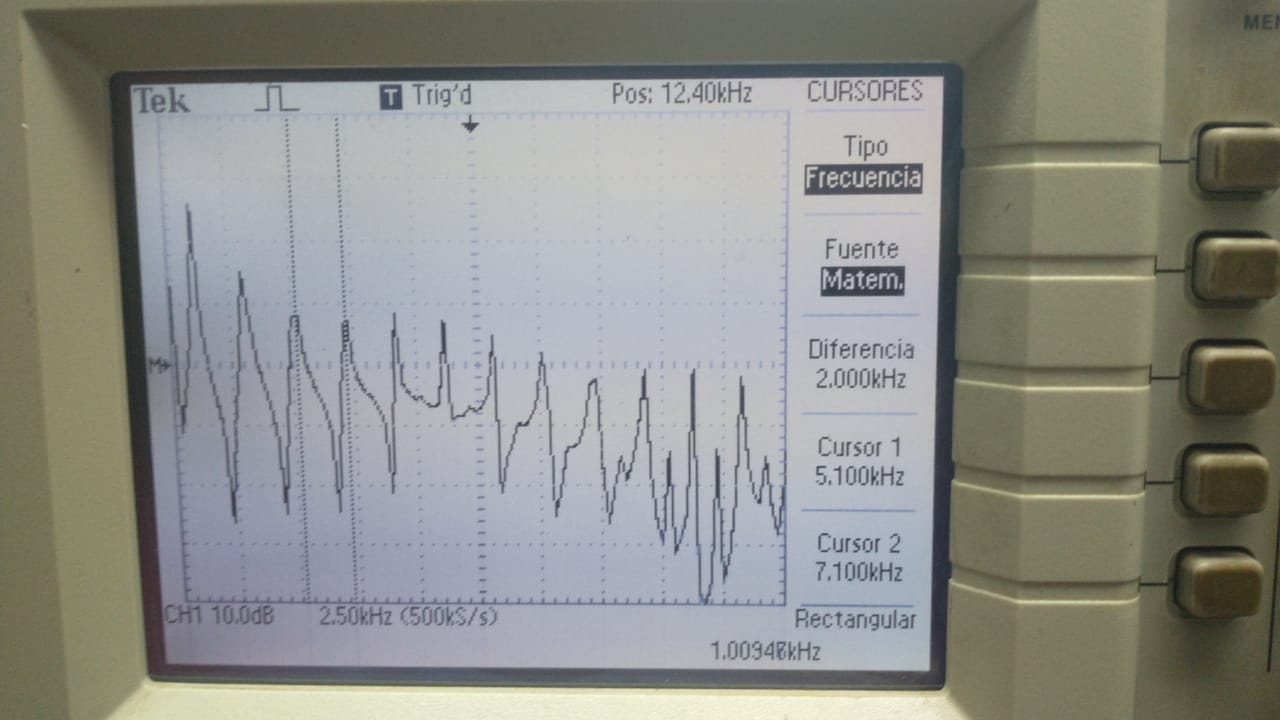 MEN
Tek T Trig'd Pos: 12.40kHz CURSORES
Tipo
Frecuencia
Fuente
Matem.
Diferencia
2.000kHz
Cursor 1
5.100kHz
Cursor 2
7.100kHz
M
CH1 10.0dB 2.50kHz (500kS/s) Rectangular